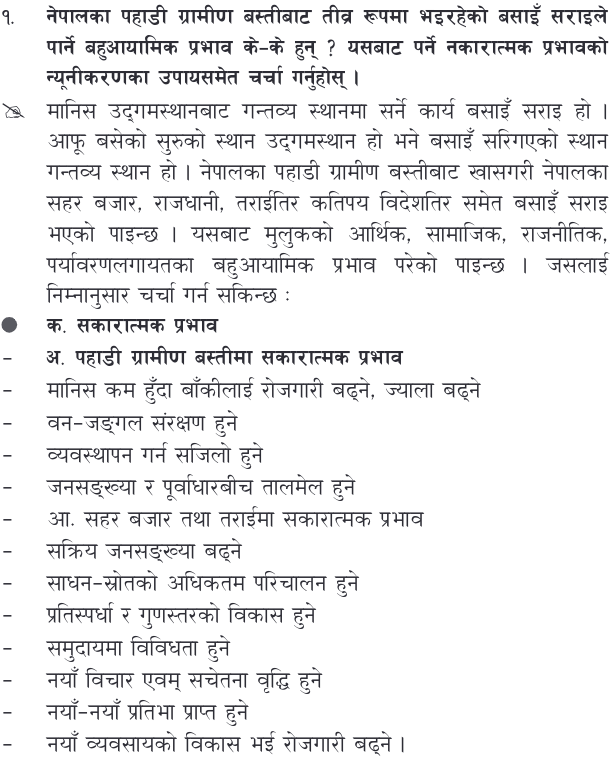 १. नेपालका पहाडी ग्रामीण बस्तीबाट तीव्र रूपमा भइरहेको बसाइँ सराइले
पार्ने बहुआयामिक प्रभाव के-के हुन् ? यसबाट पर्ने नकारात्मक प्रभावको
न्यूनीकरणका उपायसमेत चर्चा गर्नुहोस् ।
मानिस उद्‌गमस्थानबाट गन्तव्य स्थानमा सर्ने कार्य बसाइँ सराइ हो ।
आफू बसेको सुरुको स्थान उद्‌गमस्थान हो भने बसाइँ सरिगएको स्थान
गन्तव्य स्थान हो । नेपालका पहाडी ग्रामीण बस्तीबाट खासगरी नेपालका
सहर बजार, राजधानी, तराईतिर कतिपय विदेशतिर समेत बसाइँ सराइ
भएको पाइन्छ । यसबाट मुलुकको आर्थिक, सामाजिक, राजनीतिक,
पर्यावरणलगायतका बहुआयामिक प्रभाव परेको पाइन्छ । जसलाई
निम्नानुसार चर्चा गर्न सकिन्छ :
● क. सकारात्मक प्रभाव
- अ. पहाडी ग्रामीण बस्तीमा सकारात्मक प्रभाव
- मानिस कम हुँदा बाँकीलाई रोजगारी बढ्ने, ज्याला बढ्ने
- वन-जङ्गल संरक्षण हुने
- व्यवस्थापन गर्न सजिलो हुने
- जनसङ्ख्या र पूर्वाधारबीच तालमेल हुने
- आ. सहर बजार तथा तराईमा सकारात्मक प्रभाव
- सक्रिय जनसङ्ख्या बढ्ने
- साधन-स्रोतको अधिकतम परिचालन हुने
- प्रतिस्पर्धा र गुणस्तरको विकास हुने
- समुदायमा विविधता हुने
- नयाँ विचार एवम् सचेतना वृद्धि हुने
- नयाँ-नयाँ प्रतिभा प्राप्त हुने
- नयाँ व्यवसायको विकास भई रोजगारी बढ्ने ।